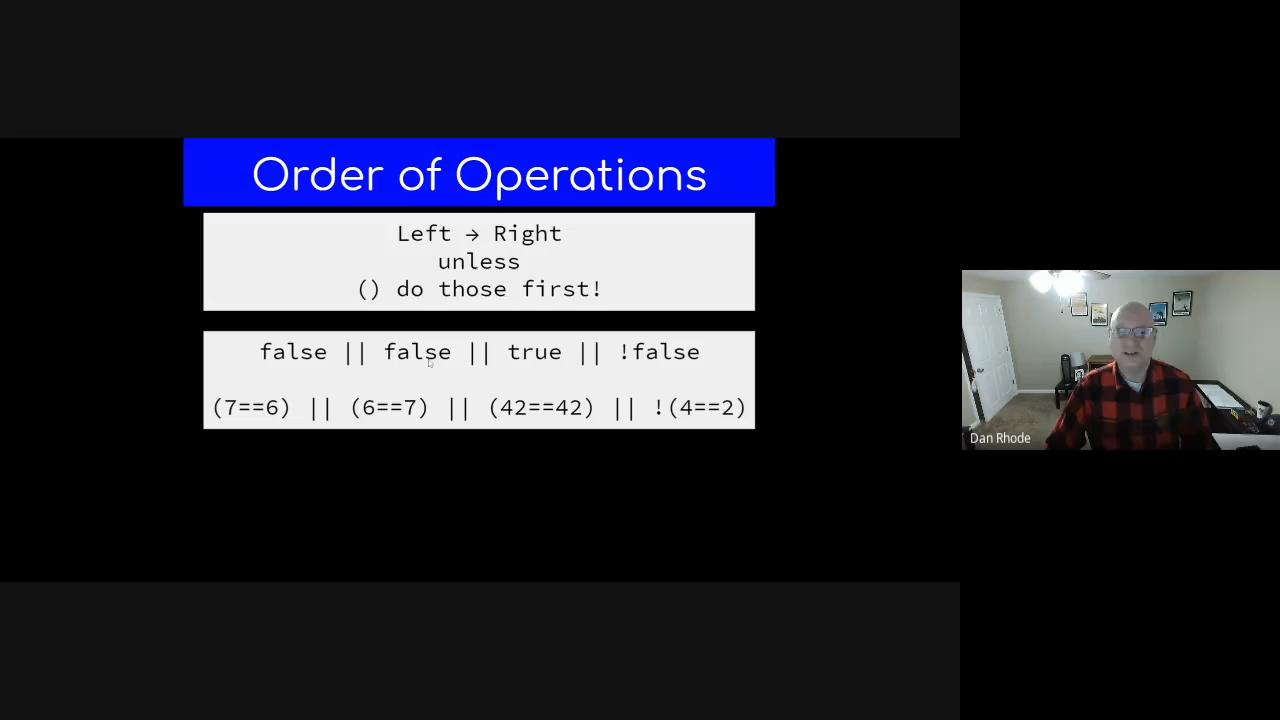 Order of Operations
Left → Right
unless
() do those first!
false || false || true || !false
(7==6) || (6==7) || (42==42) || !(4==2)
Dan Rhode